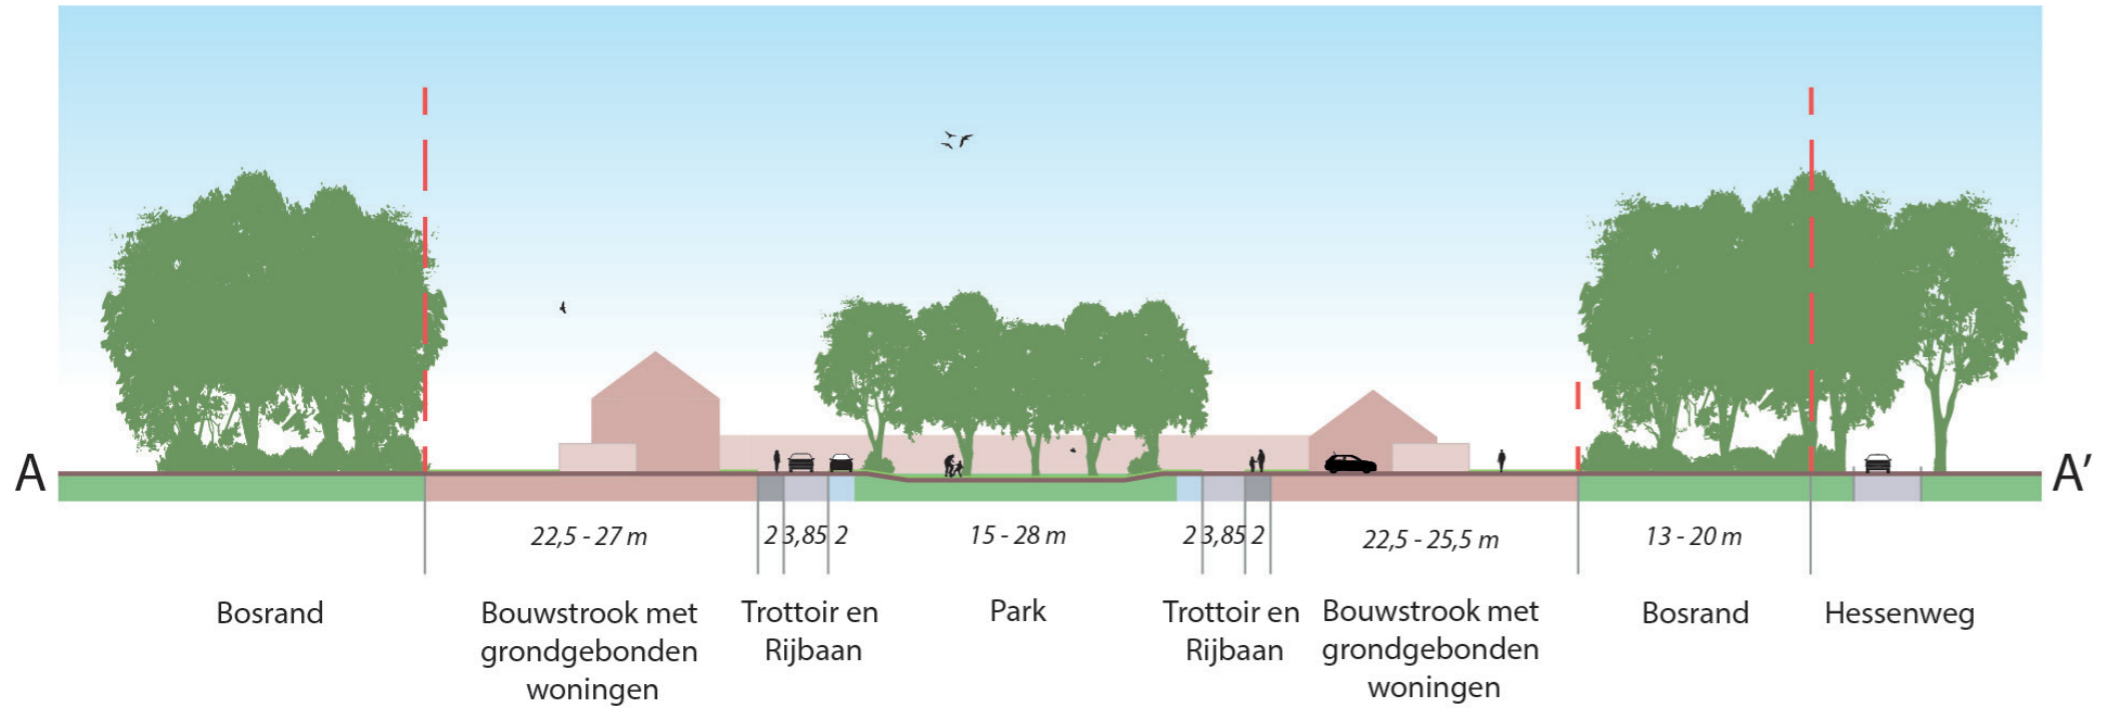 A
A’
22,5 - 27 m
2 3,85 2
15 - 28 m
2 3,85 2
22,5 - 25,5 m
13 - 20 m
Bosrand
Bouwstrook met
grondgebonden
woningen
Trottoir en
Rijbaan
Park
Trottoir en
Rijbaan
Bouwstrook met
grondgebonden
woningen
Bosrand
Hessenweg